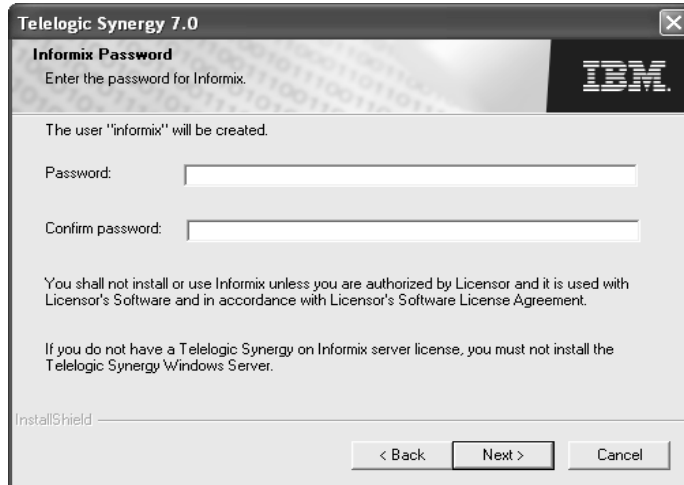 Telelogic Synergy 7.0
Informix Password
Enter the password for Informix.
IBM.
The user "informix" will be created.
Password:
Confirm password:
You shall not install or use Informix unless you are authorized by Licensor and it is used with
Licensor's Software and in accordance with Licensor's Software License Agreement.
If you do not have a Telelogic Synergy on Informix server license, you must not install the
Telelogic Synergy Windows Server.
InstallShield
< Back
Next >
Cancel